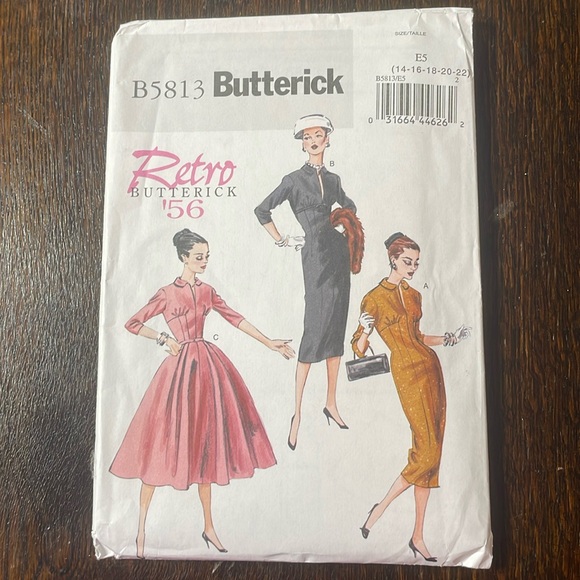 SIZE/TAILLE
E5
(14-16-18-20-22)
B5813/E5 2
0 31664 44626 2
B5813 Butterick
Retro
BUTTERICK
'56
B
A
C